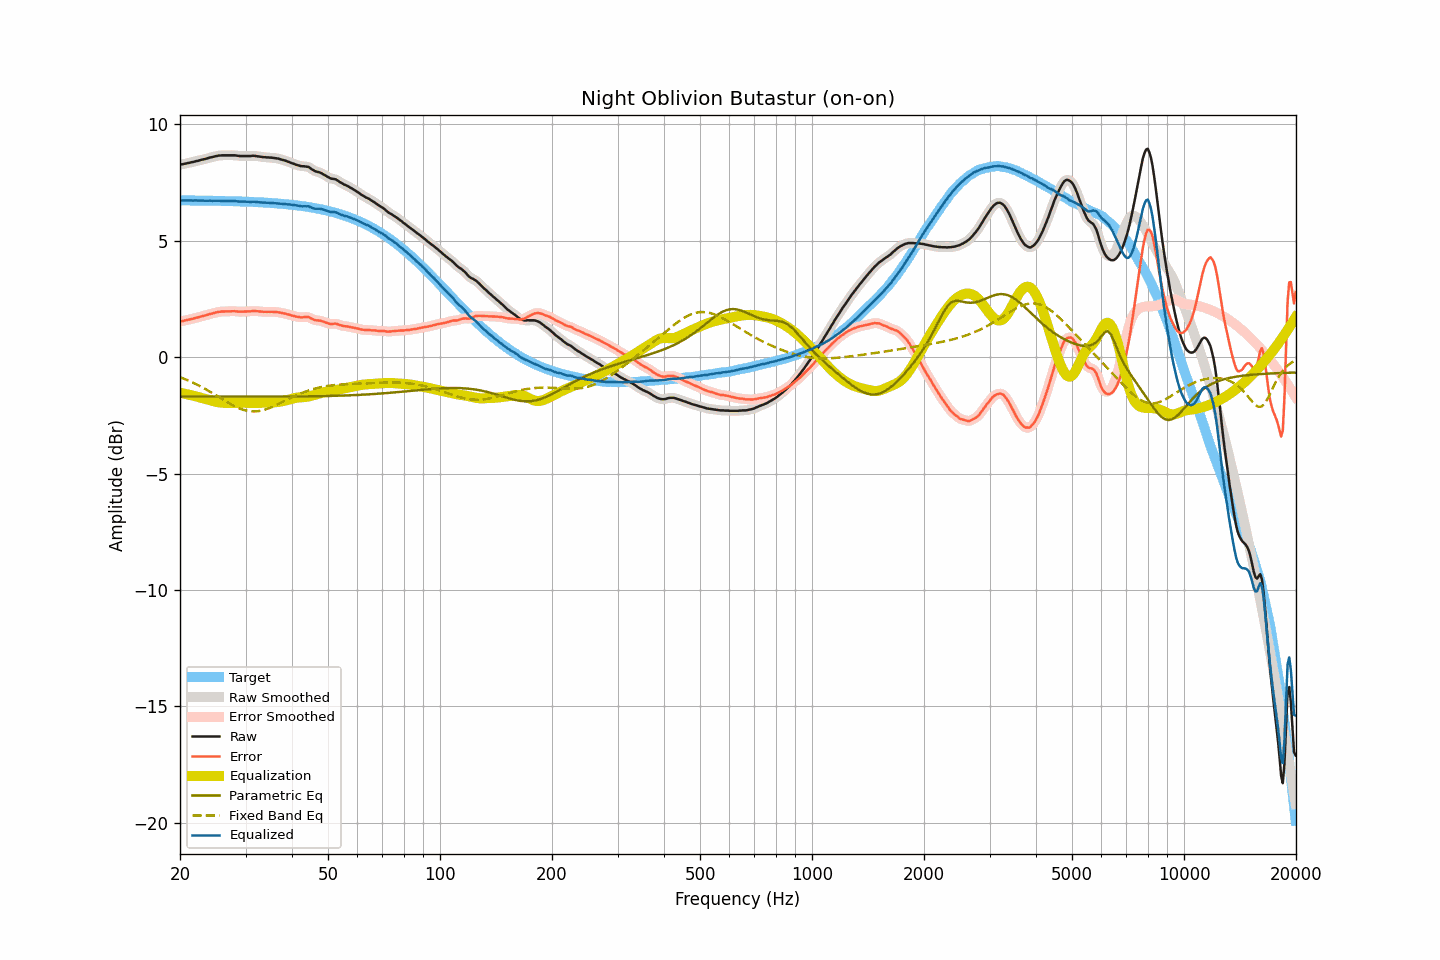 Night Oblivion Butastur (on-on)
10
5
0
−5
−10
−15
−20
Amplitude (dBr)
Target
Raw Smoothed
Error Smoothed
Raw
Error
Equalization
Parametric Eq
Fixed Band Eq
Equalized
20 50 100 200 500 1000 2000 5000 10000 20000
Frequency (Hz)